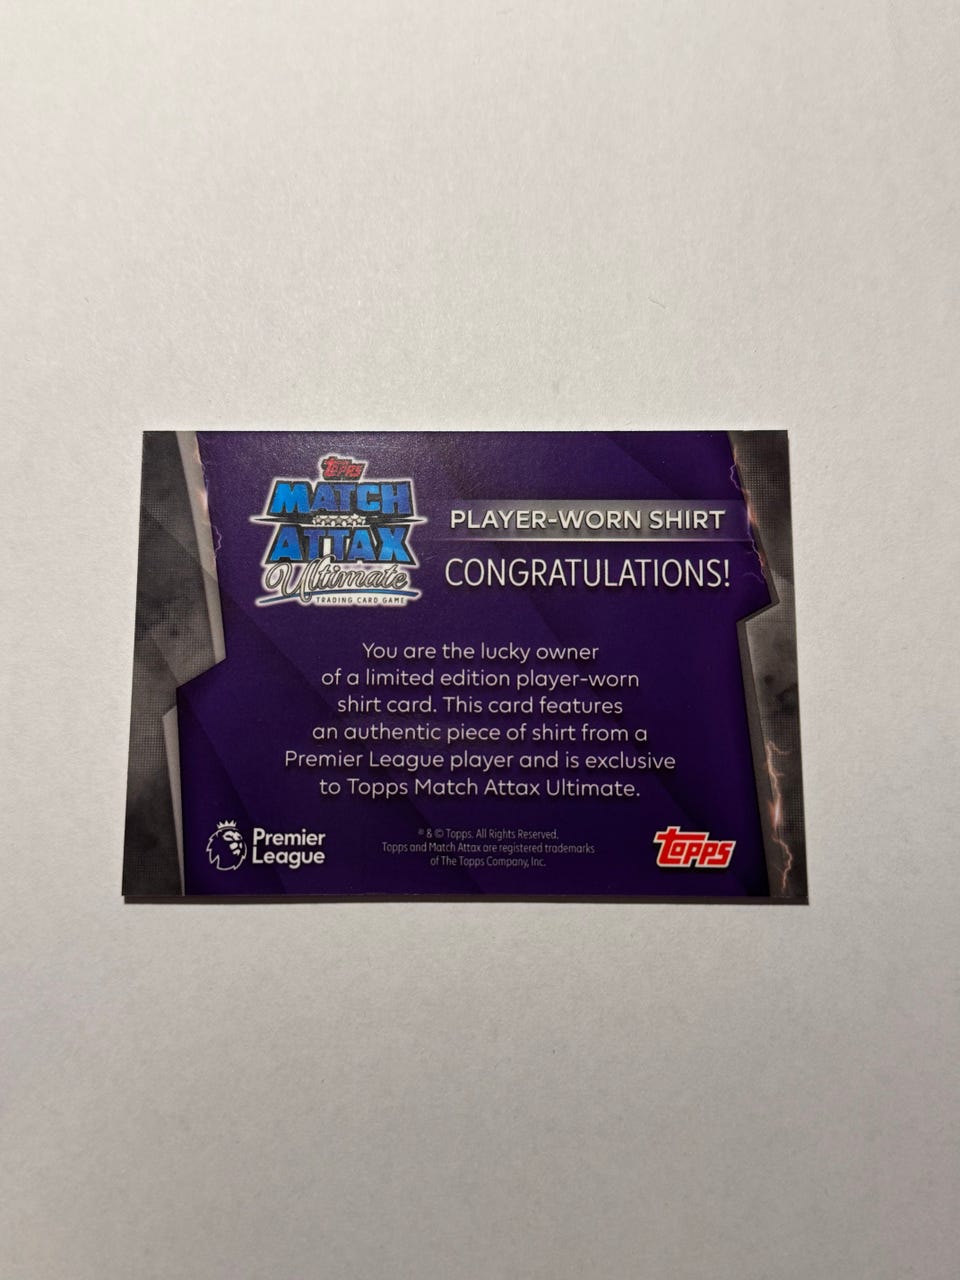 Topps
MATCH
ATTAX
Ultimate
TRADING CARD GAME
PLAYER-WORN SHIRT
CONGRATULATIONS!
You are the lucky owner
of a limited edition player-worn
shirt card. This card features
an authentic piece of shirt from a
Premier League player and is exclusive
to Topps Match Attax Ultimate.
Premier
League
® & © Topps. All Rights Reserved.
Topps and Match Attax are registered trademarks
of The Topps Company, Inc.
Topps